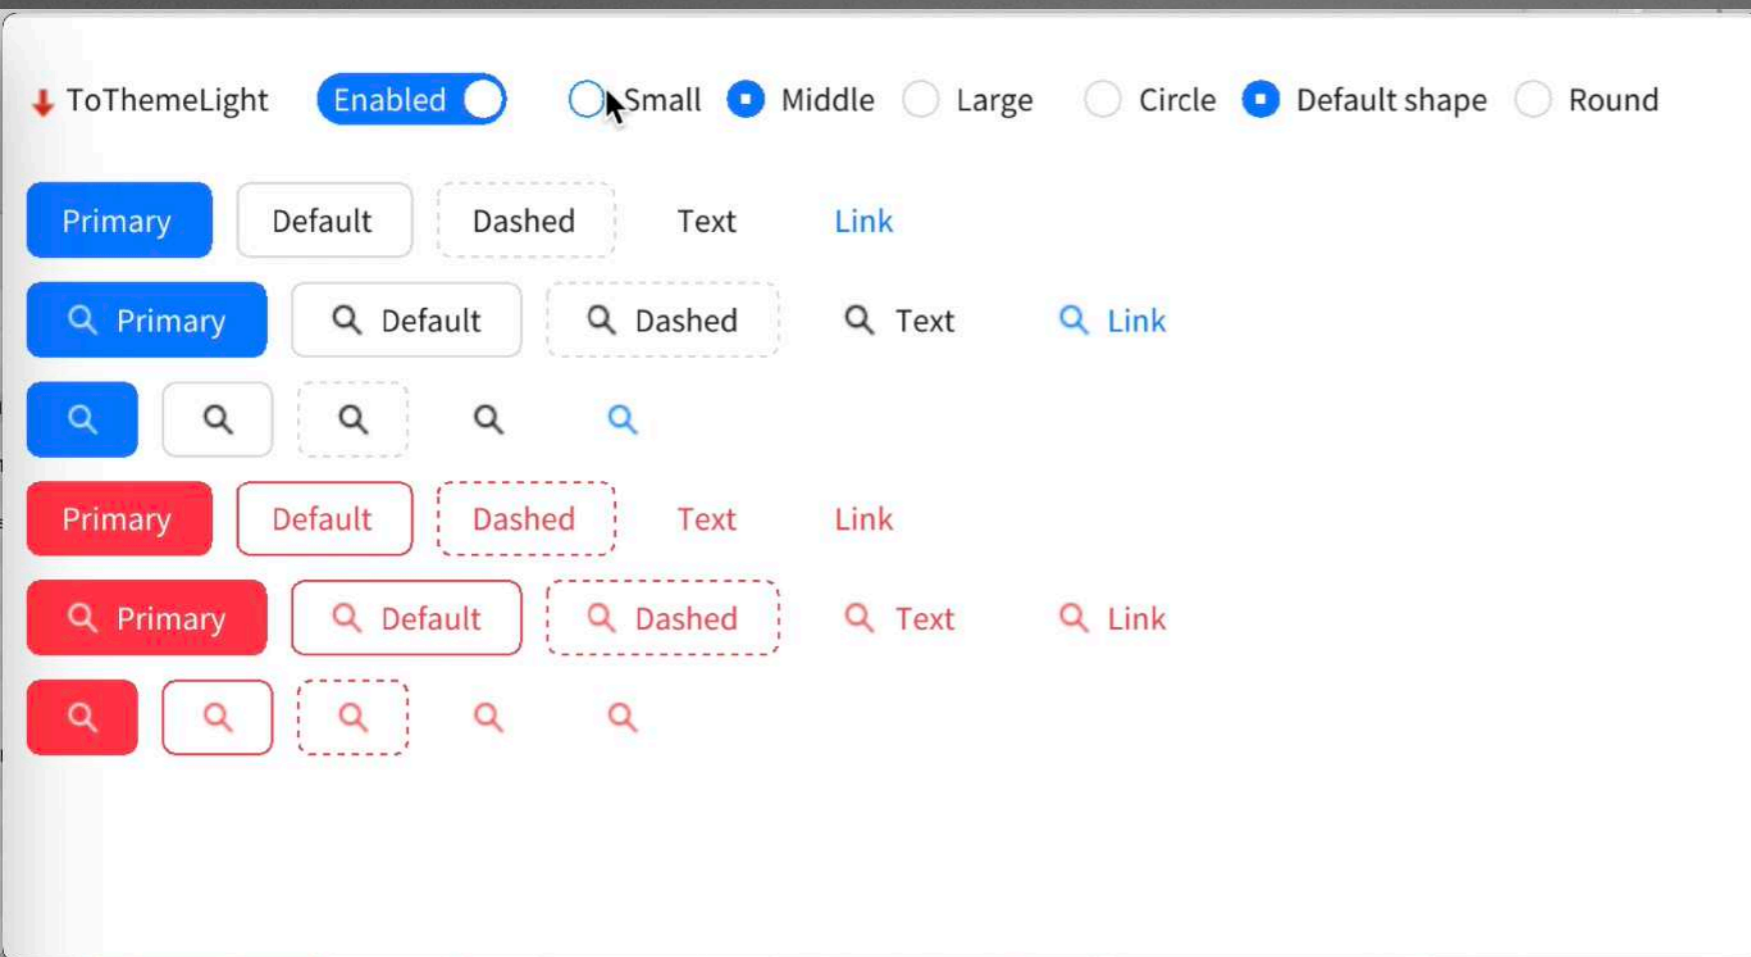 ToThemeLight Enabled Small Middle Large Circle Default shape Round
Primary Default Dashed Text Link
Primary Default Dashed Text Link
Primary Default Dashed Text Link
Primary Default Dashed Text Link